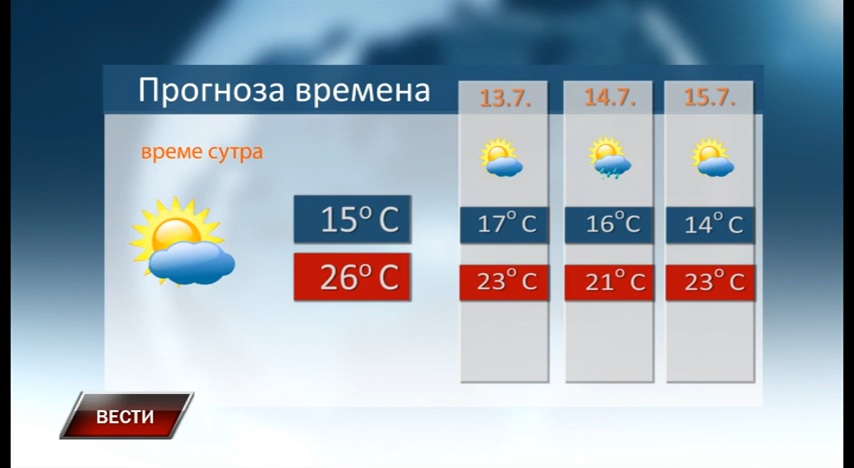 Прогноза времена
време сутра
15° C
26° C
13.7.
17° C
23° C
14.7.
16°C
21° C
15.7.
14° C
23° C
ВЕСТИ